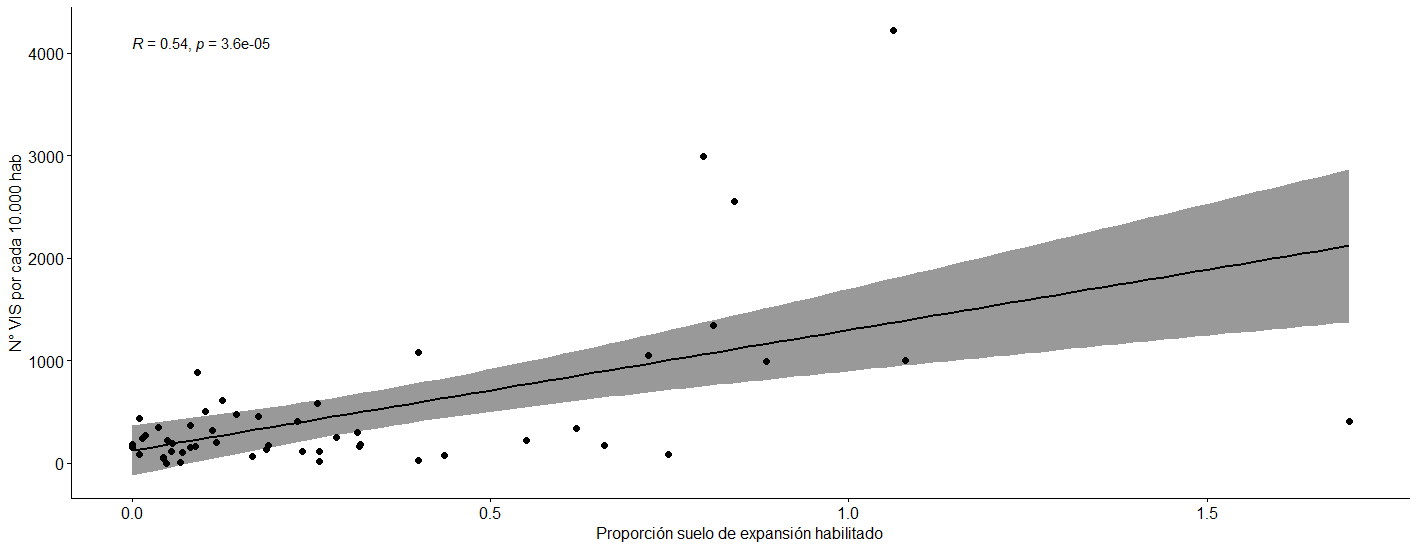 R = 0.54, p = 3.6e-05
4000
3000
2000
1000
0
N° VIS por cada 10.000 hab
0.0 0.5 1.0 1.5
Proporción suelo de expansión habilitado